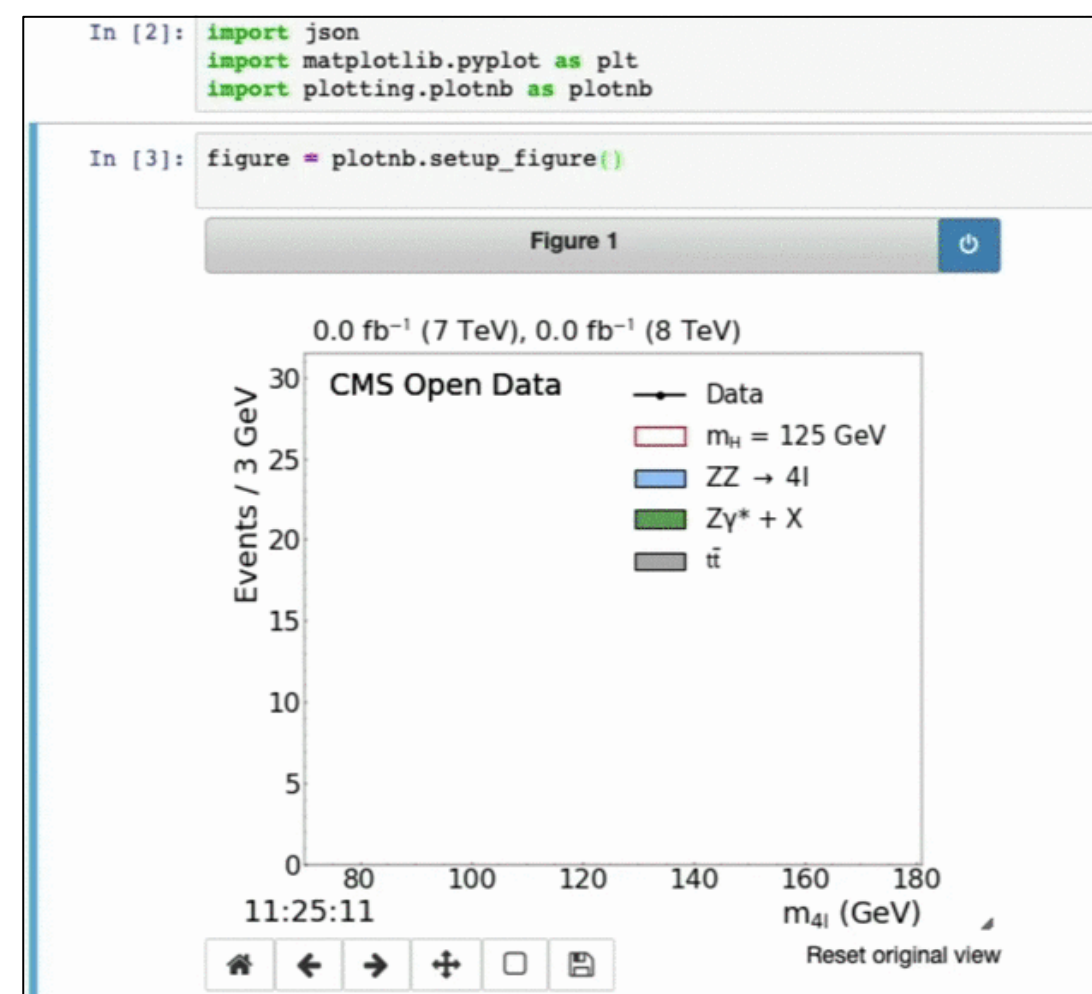 In [2]: import json
import matplotlib.pyplot as plt
import plotting.plotnb as plotnb
In [3]: figure = plotnb.setup_figure()
Figure 1
0.0 fb⁻¹ (7 TeV), 0.0 fb⁻¹ (8 TeV)
CMS Open Data
Data
m_H = 125 GeV
ZZ → 4l
Zγ* + X
tt̄
Events / 3 GeV
30
25
20
15
10
5
0
80 100 120 140 160 180
11:25:11
m_4l (GeV)
Reset original view